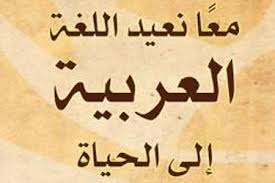 معًا نعيد اللغة
العربية
إلى الحياة